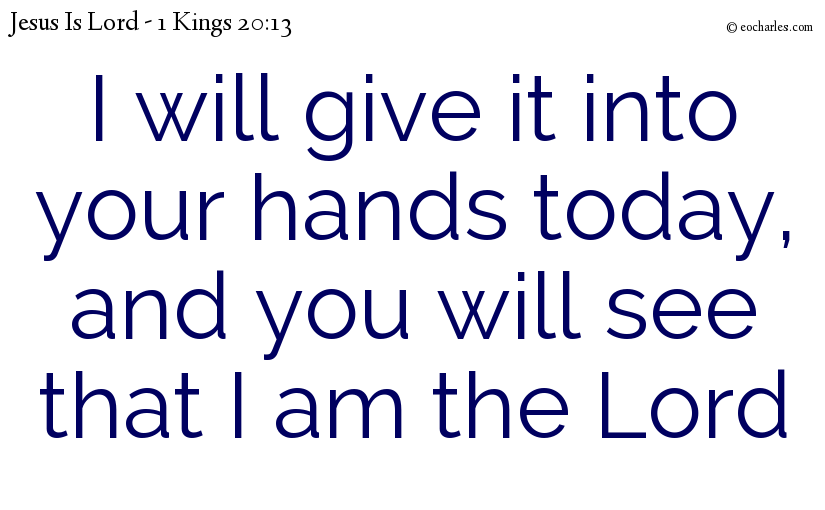 Jesus Is Lord - 1 Kings 20:13
© eocharles.com
I will give it into
your hands today,
and you will see
that I am the Lord